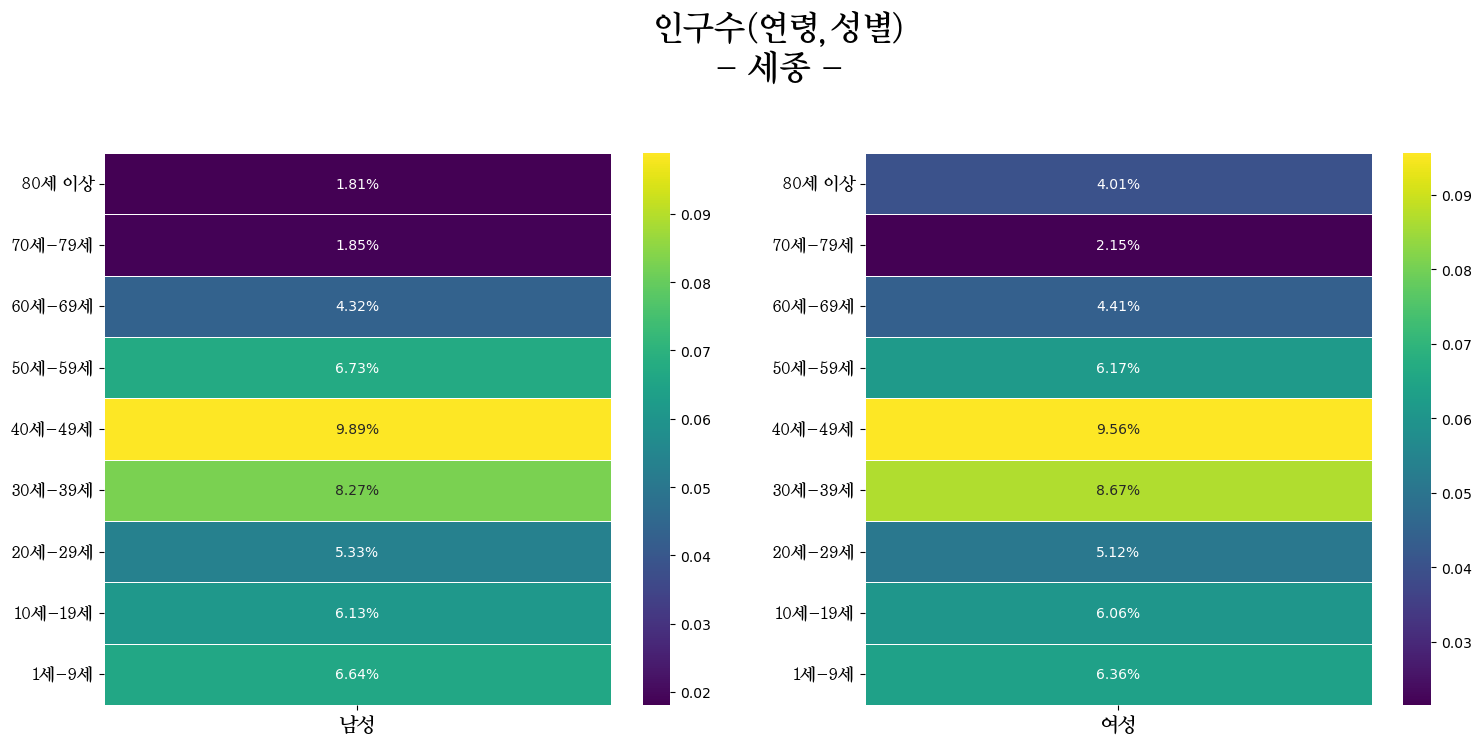 인구수(연령, 성별)
- 세종 -
80세 이상
1.81%
70세-79세
1.85%
60세-69세
4.32%
50세-59세
6.73%
40세-49세
9.89%
30세-39세
8.27%
20세-29세
5.33%
10세-19세
6.13%
1세-9세
6.64%
남성
0.09
0.08
0.07
0.06
0.05
0.04
0.03
0.02
80세 이상
4.01%
70세-79세
2.15%
60세-69세
4.41%
50세-59세
6.17%
40세-49세
9.56%
30세-39세
8.67%
20세-29세
5.12%
10세-19세
6.06%
1세-9세
6.36%
여성
0.09
0.08
0.07
0.06
0.05
0.04
0.03